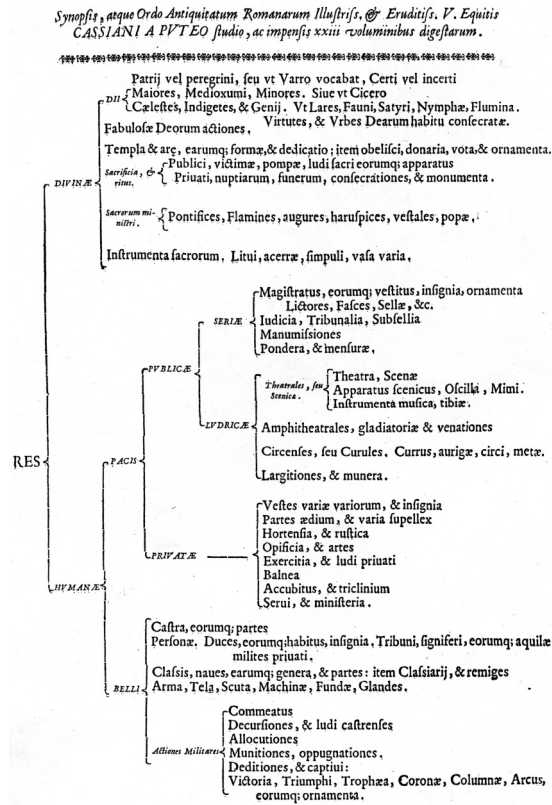 Synopsis, atque Ordo Antiquitatum Romanarum Illustriss. & Eruditiss. V. Equitis
CASSIANI A PVTEO studio, ac impensis xxiii voluminibus digestarum.
RES
DIVINÆ
DII
Patrij vel peregrini, seu vt Varro vocabat, Certi vel incerti
Maiores, Medioxumi, Minores. Siue vt Cicero
Cælestes, Indigetes, & Genij. Vt Lares, Fauni, Satyri, Nymphæ, Flumina.
Virtutes, & Vrbes Dearum habitu consecratæ.
Fabulosæ Deorum actiones.
Templa & aræ, earumq; formæ, & dedicatio: item obelisci, donaria, vota, & ornamenta.
Sacrificia, &
ritus.
Publici, victimæ, pompæ, ludi sacri eorumq; apparatus
Priuati, nuptiarum, funerum, consecrationes, & monumenta.
Sacrorum mi-
nistri.
Pontifices, Flamines, augures, haruspices, vestales, popæ,
Instrumenta sacrorum. Litui, acerræ, simpuli, vasa varia.
HVMANÆ
PACIS
PVBLICÆ
SERIÆ
Magistratus, eorumq; vestitus, insignia, ornamenta
Lictores, Fasces, Sellæ, &c.
Iudicia, Tribunalia, Subsellia
Manumissiones
Pondera, & mensuræ,
LVDRICÆ
Theatrales, seu
Scenica.
Theatra, Scenæ
Apparatus scenicus, Oscilla, Mimi.
Instrumenta musica, tibiæ.
Amphitheatrales, gladiatoriæ & venationes
Circenses, seu Curules. Currus, aurigæ, circi, metæ.
Largitiones, & munera.
PRIVATÆ
Vestes variæ variorum, & insignia
Partes ædium, & varia supellex
Hortensia, & rustica
Opificia, & artes
Exercitia, & ludi priuati
Balnea
Accubitus, & triclinium
Serui, & ministeria.
BELLI
Castra, eorumq; partes
Personæ. Duces, eorumq; habitus, insignia. Tribuni, signiferi, eorumq; aquilæ
milites priuati.
Classis, naues, earumq; genera, & partes: item Classiarij, & remiges
Arma, Tela, Scuta, Machinæ, Fundæ, Glandes.
Actiones Militares
Commeatus
Decursiones, & ludi castrenses
Allocutiones
Munitiones, oppugnationes.
Deditiones, & captiui:
Victoria, Triumphi, Trophæa, Coronæ, Columnæ, Arcus,
eorumq; ornamenta.